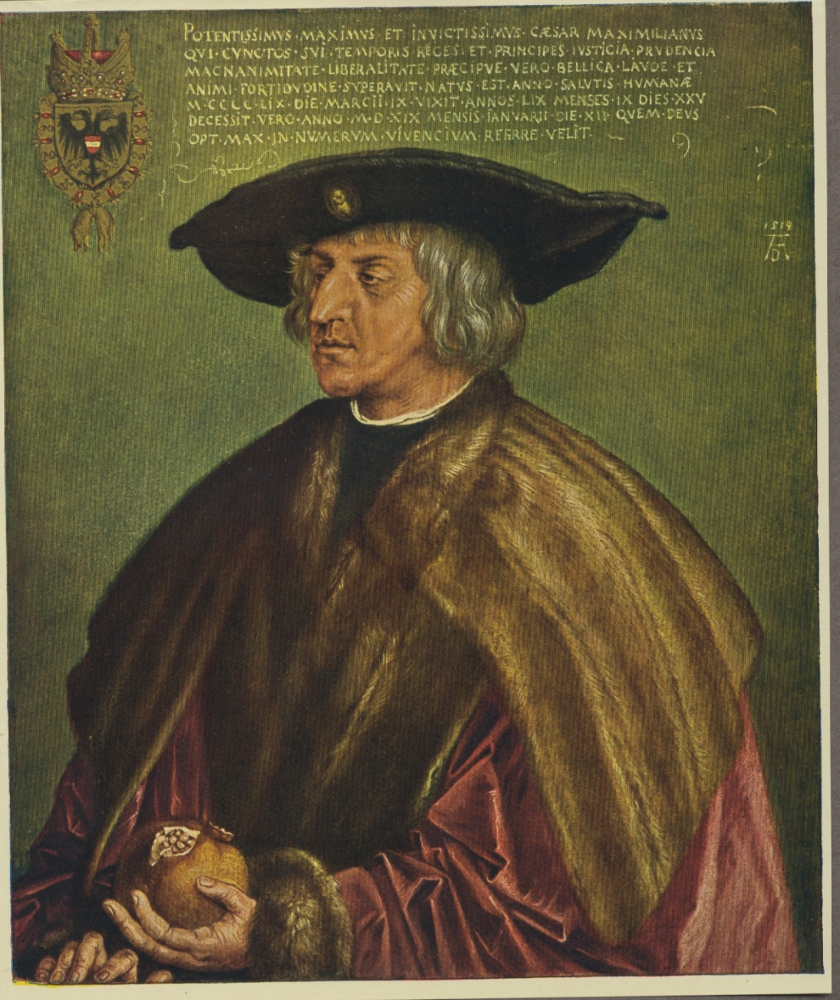 POTENTISSIMVS · MAXIMVS · ET · INVICTISSIMVS · CÆSAR MAXIMILIANVS
QVI · CVNCTOS · SVI · TEMPORIS REGES · ET · PRINCIPES · IVSTICIA · PRVDENCIA
MAGNANIMITATE · LIBERALITATE PRÆCIPVE · VERO · BELLICA · LAVDE · ET
ANIMI · FORTIDVDINE · SVPERAVIT · NATVS · EST · ANNO · SALVTIS · HVMANÆ
M · CCCC · LIX · DIE · MARCII · IX · VIXIT · ANNOS · LIX MENSES · IX DIES · XXV
DECESSIT · VERO · ANNO · M · D · XIX MENSIS · IANVARII · DIE · XII · QVEM · DEVS
OPT · MAX · IN · NVMERVM · VIVENCIVM · REFERRE · VELIT ·
1519
AD